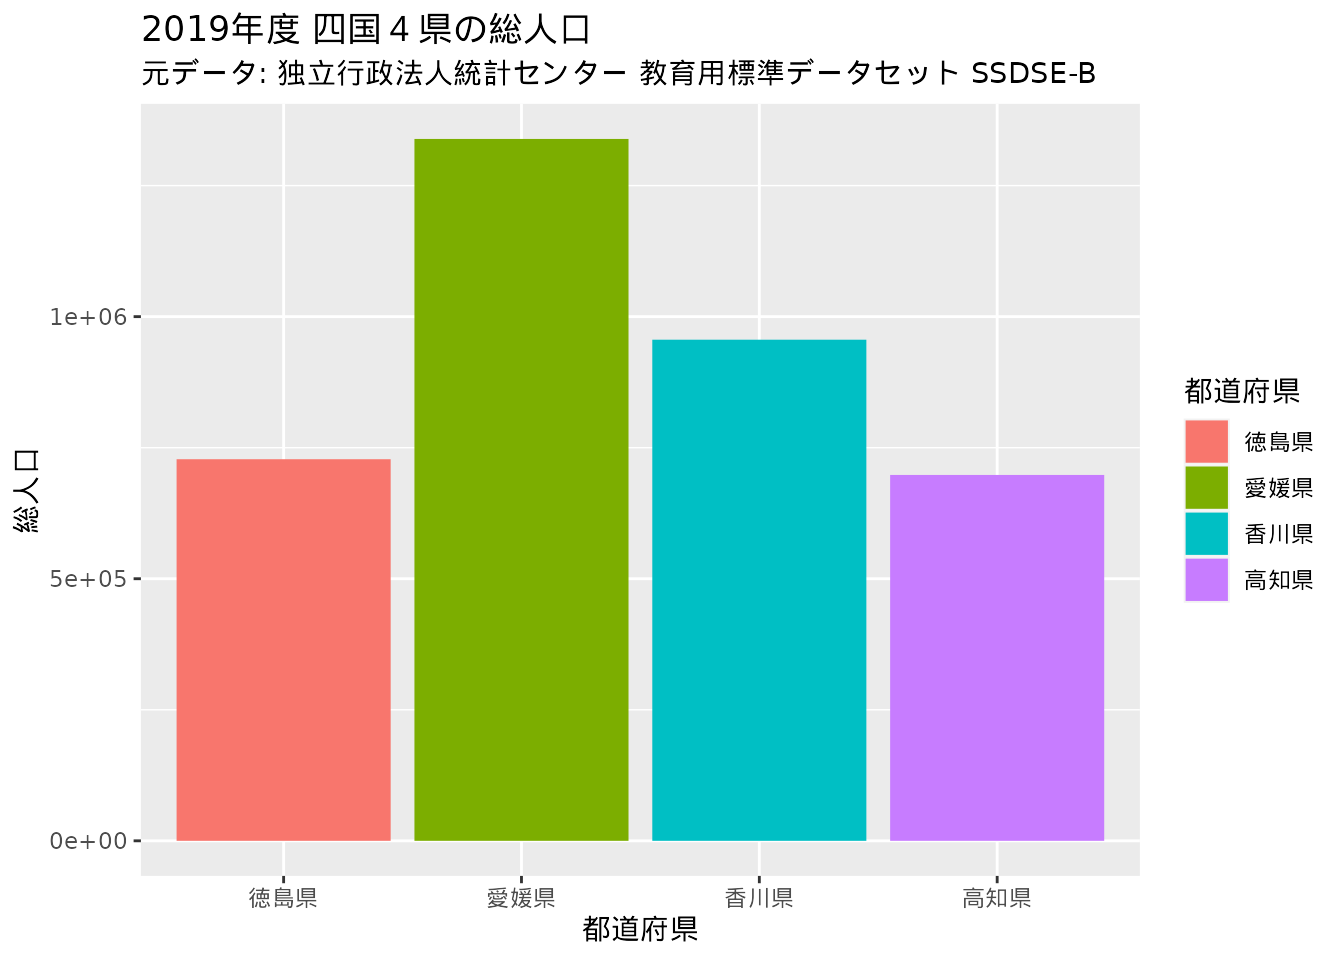 2019年度 四国４県の総人口
元データ: 独立行政法人統計センター 教育用標準データセット SSDSE-B
総人口
1e+06
5e+05
0e+00
徳島県
愛媛県
香川県
高知県
都道府県
都道府県
徳島県
愛媛県
香川県
高知県